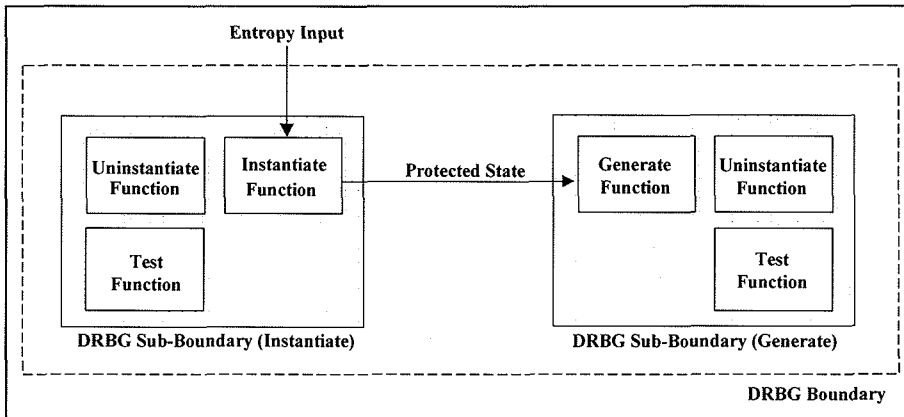 Entropy Input
Uninstantiate
Function
Instantiate
Function
Protected State
Generate
Function
Uninstantiate
Function
Test
Function
Test
Function
DRBG Sub-Boundary (Instantiate)
DRBG Sub-Boundary (Generate)
DRBG Boundary